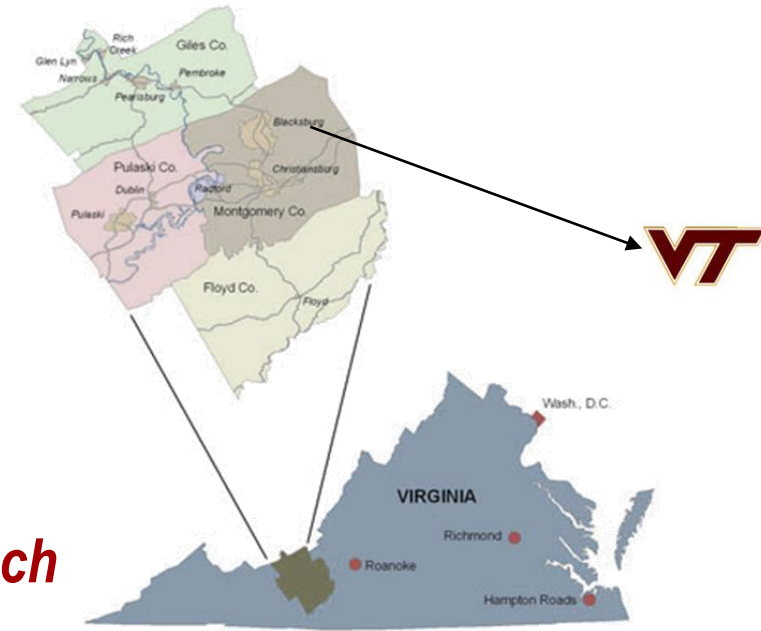 Rich
Creek
Giles Co.
Glen Lyn
Narrows
Pembroke
Pearisburg
Blacksburg
Pulaski Co.
Christiansburg
Dublin
Radford
Pulaski
Montgomery Co.
VT
Floyd Co.
Floyd
Wash., D.C.
VIRGINIA
Richmond
ch
Roanoke
Hampton Roads